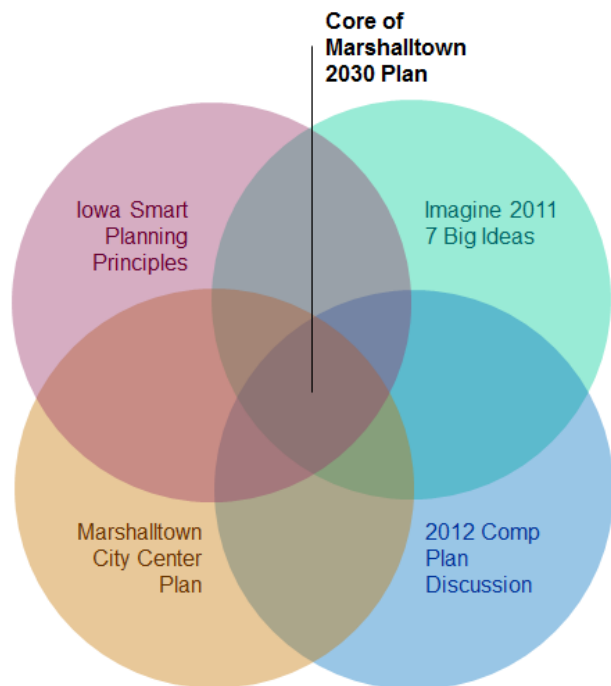 Core of
Marshalltown
2030 Plan
Iowa Smart
Planning
Principles
Imagine 2011
7 Big Ideas
Marshalltown
City Center
Plan
2012 Comp
Plan
Discussion